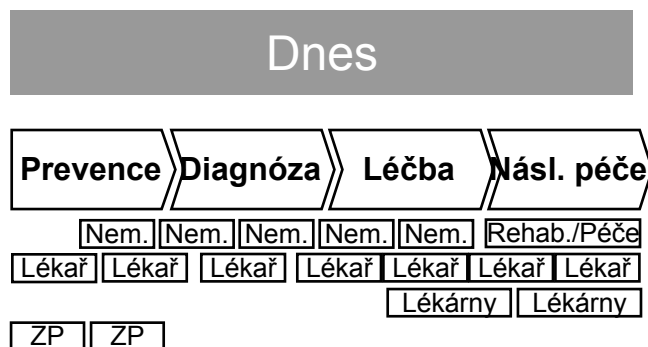 Dnes
Prevence Diagnóza Léčba Násl. péče
Nem. Nem. Nem. Nem. Nem. Rehab./Péče
Lékař Lékař Lékař Lékař Lékař Lékař Lékař
Lékárny Lékárny
ZP ZP